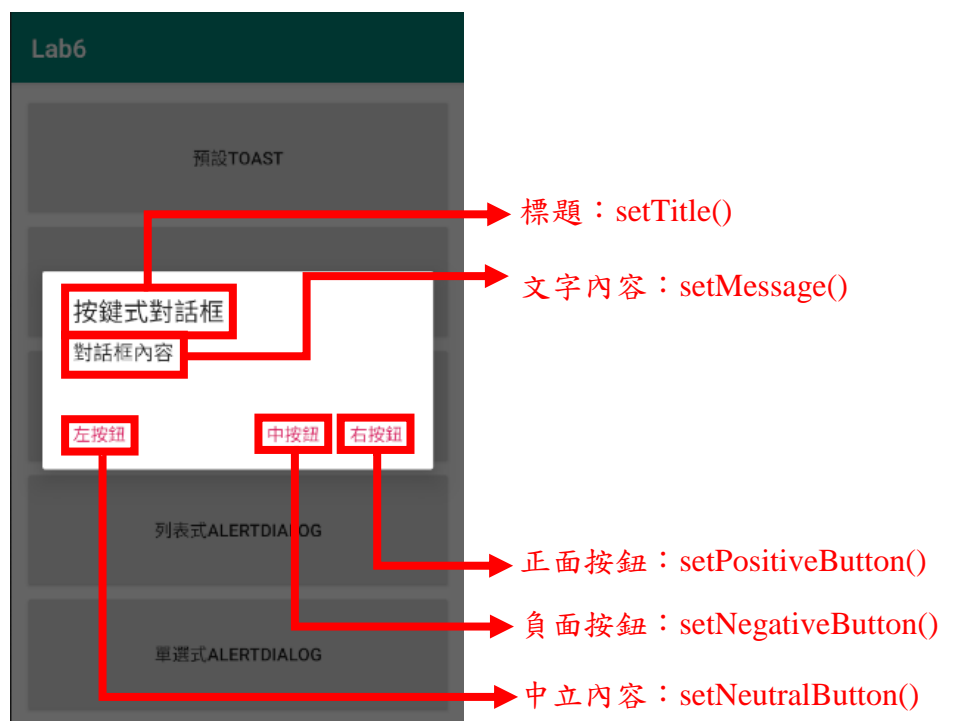 Lab6
預設TOAST
標題：setTitle()
文字內容：setMessage()
按鍵式對話框
對話框內容
左按鈕
中按鈕
右按鈕
列表式ALERTDIALOG
正面按鈕：setPositiveButton()
負面按鈕：setNegativeButton()
單選式ALERTDIALOG
中立內容：setNeutralButton()